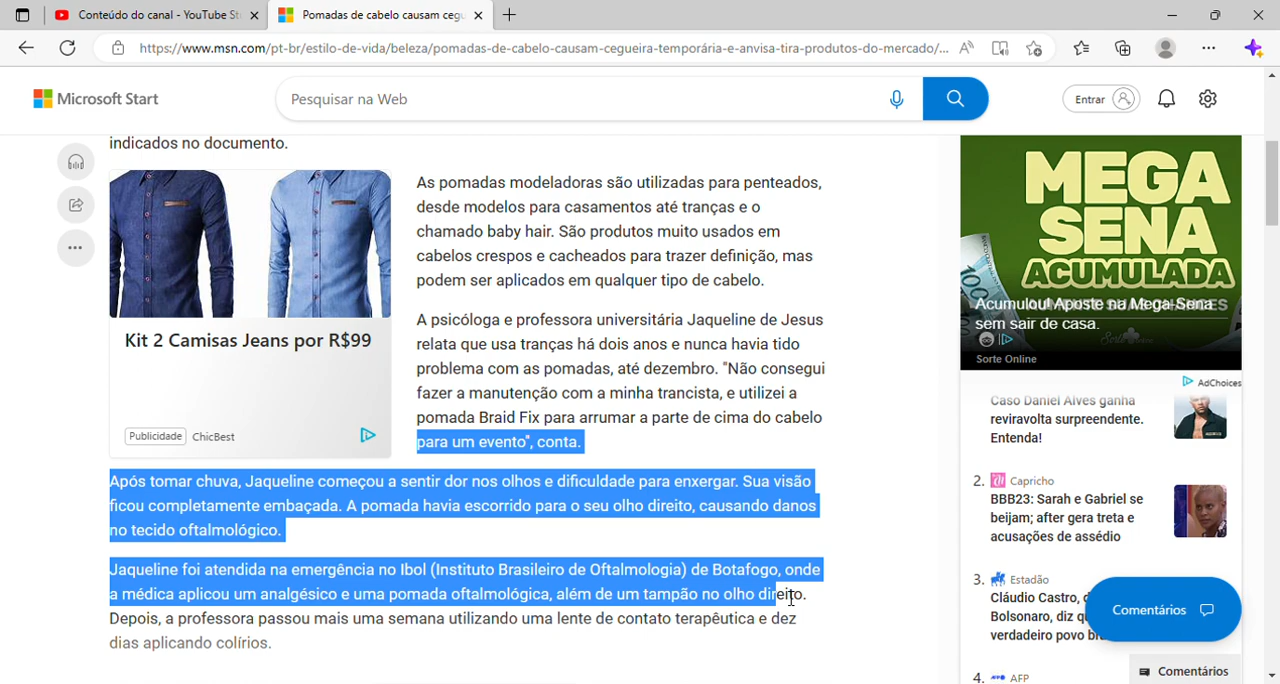 Conteúdo do canal - YouTube St
Pomadas de cabelo causam cegu
https://www.msn.com/pt-br/estilo-de-vida/beleza/pomadas-de-cabelo-causam-cegueira-temporária-e-anvisa-tira-produtos-do-mercado/...
Microsoft Start
Pesquisar na Web
Entrar
indicados no documento.
Kit 2 Camisas Jeans por R$99
Publicidade ChicBest
As pomadas modeladoras são utilizadas para penteados,
desde modelos para casamentos até tranças e o
chamado baby hair. São produtos muito usados em
cabelos crespos e cacheados para trazer definição, mas
podem ser aplicados em qualquer tipo de cabelo.
A psicóloga e professora universitária Jaqueline de Jesus
relata que usa tranças há dois anos e nunca havia tido
problema com as pomadas, até dezembro. "Não consegui
fazer a manutenção com a minha trancista, e utilizei a
pomada Braid Fix para arrumar a parte de cima do cabelo
para um evento", conta.
Após tomar chuva, Jaqueline começou a sentir dor nos olhos e dificuldade para enxergar. Sua visão
ficou completamente embaçada. A pomada havia escorrido para o seu olho direito, causando danos
no tecido oftalmológico.
Jaqueline foi atendida na emergência no Ibol (Instituto Brasileiro de Oftalmologia) de Botafogo, onde
a médica aplicou um analgésico e uma pomada oftalmológica, além de um tampão no olho direito.
Depois, a professora passou mais uma semana utilizando uma lente de contato terapêutica e dez
dias aplicando colírios.
MEGA
SENA
ACUMULADA
Acumulou! Aposte na Mega-Sena
sem sair de casa.
Sorte Online
AdChoices
Caso Daniel Alves ganha
reviravolta surpreendente.
Entenda!
2. Capricho
BBB23: Sarah e Gabriel se
beijam; after gera treta e
acusações de assédio
3. Estadão
Cláudio Castro, d
Bolsonaro, diz qu
verdadeiro povo br
Comentários
4. AFP
Comentários